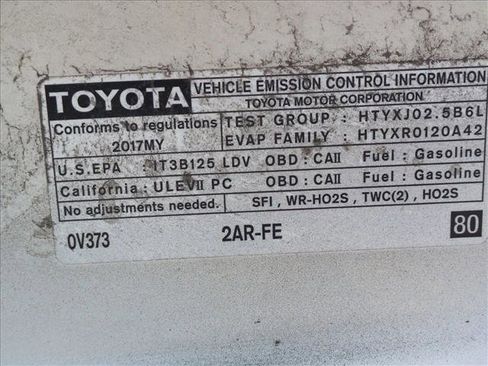 TOYOTA
VEHICLE EMISSION CONTROL INFORMATION
TOYOTA MOTOR CORPORATION
Conforms to regulations : 2017MY
TEST GROUP : HTYXJ02.5B6L
EVAP FAMILY : HTYXR0120A42
U.S.EPA : 1T3B125 LDV OBD : CAII Fuel : Gasoline
California : ULEVII PC OBD : CAII Fuel : Gasoline
No adjustments needed. SFI, WR-HO2S, TWC(2), HO2S
0V373 2AR-FE 80